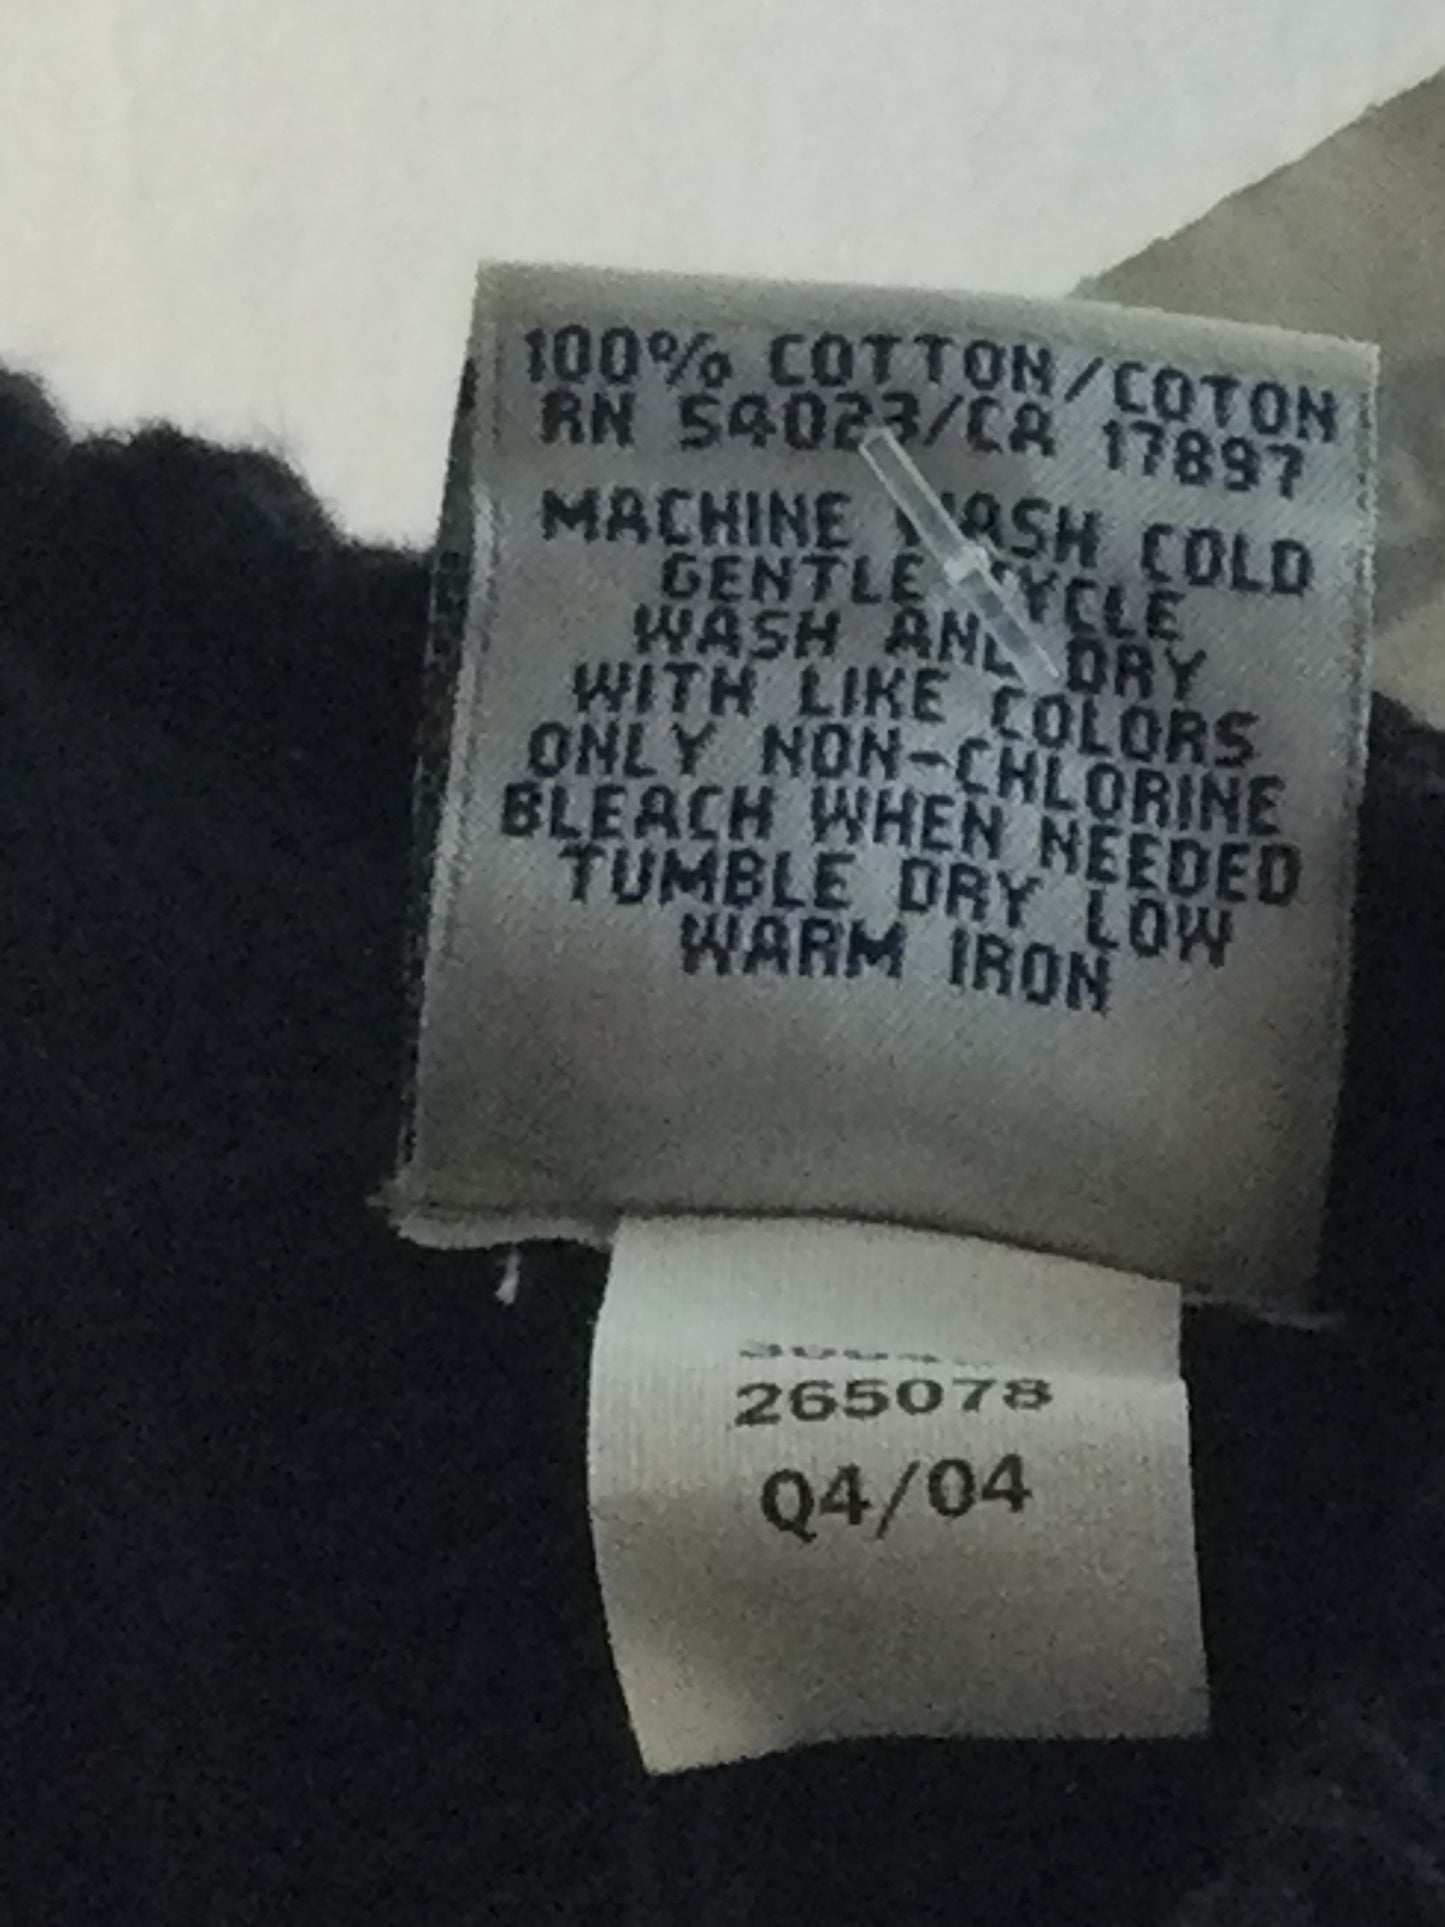 100% COTTON/COTON
RN 54023/CA 17897
MACHINE WASH COLD
GENTLE CYCLE
WASH AND DRY
WITH LIKE COLORS
ONLY NON-CHLORINE
BLEACH WHEN NEEDED
TUMBLE DRY LOW
WARM IRON
265078
Q4/04